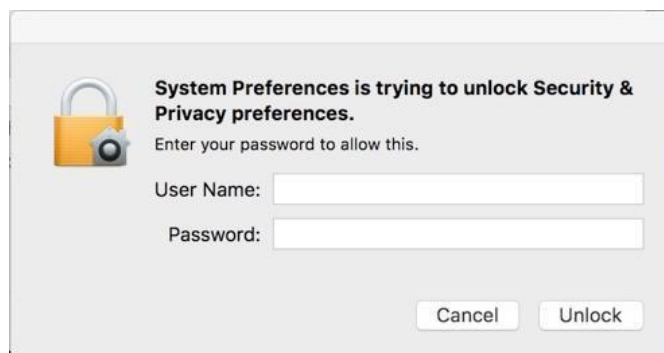 System Preferences is trying to unlock Security &
Privacy preferences.
Enter your password to allow this.
User Name:
Password:
Cancel Unlock